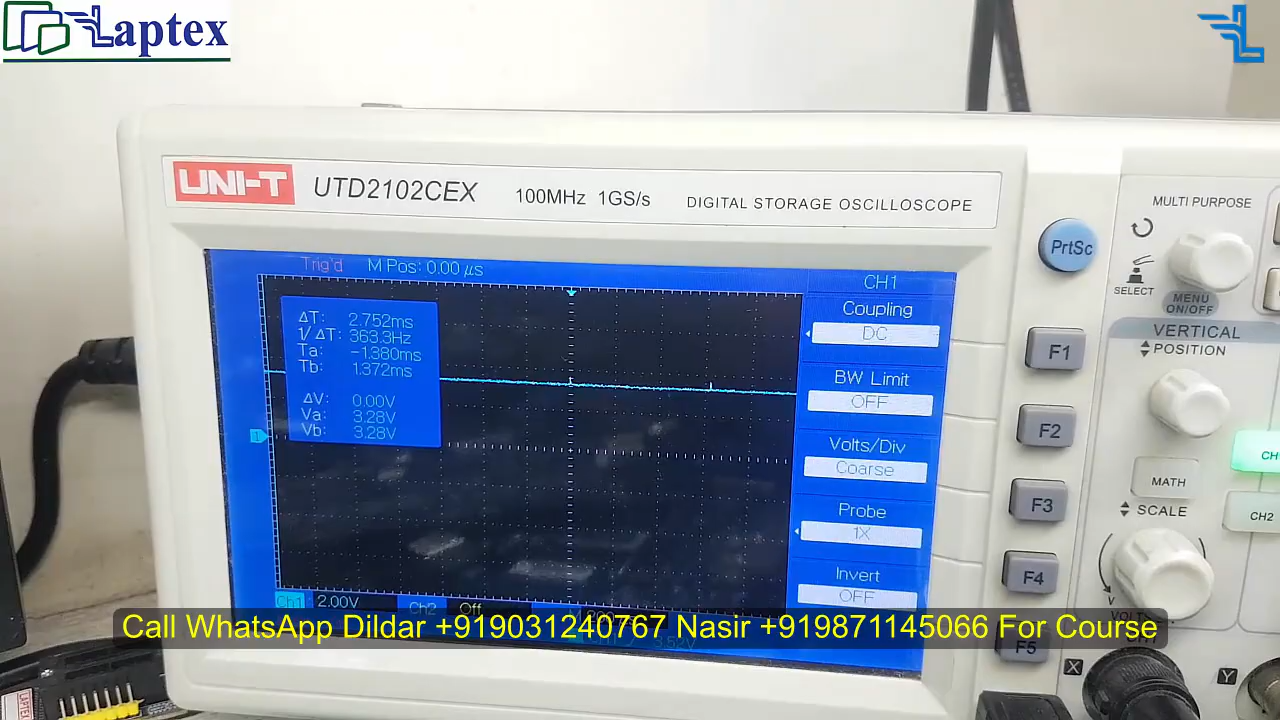 Laptex
UNI-T UTD2102CEX 100MHz 1GS/s DIGITAL STORAGE OSCILLOSCOPE
Trig'd M Pos: 0.00 µs CH1
ΔT: 2.752ms
1/ΔT: 363.3Hz
Ta: -1.380ms
Tb: 1.372ms
ΔV: 0.00V
Va: 3.28V
Vb: 3.28V
Coupling
DC
BW Limit
OFF
Volts/Div
Coarse
Probe
1X
Invert
OFF
1
Ch1 2.00V Ch2 Off
PrtSc
F1
F2
F3
F4
F5
MULTI PURPOSE
SELECT
MENU
ON/OFF
VERTICAL
POSITION
MATH
SCALE
CH2
X
Y
Call WhatsApp Dildar +919031240767 Nasir +919871145066 For Course